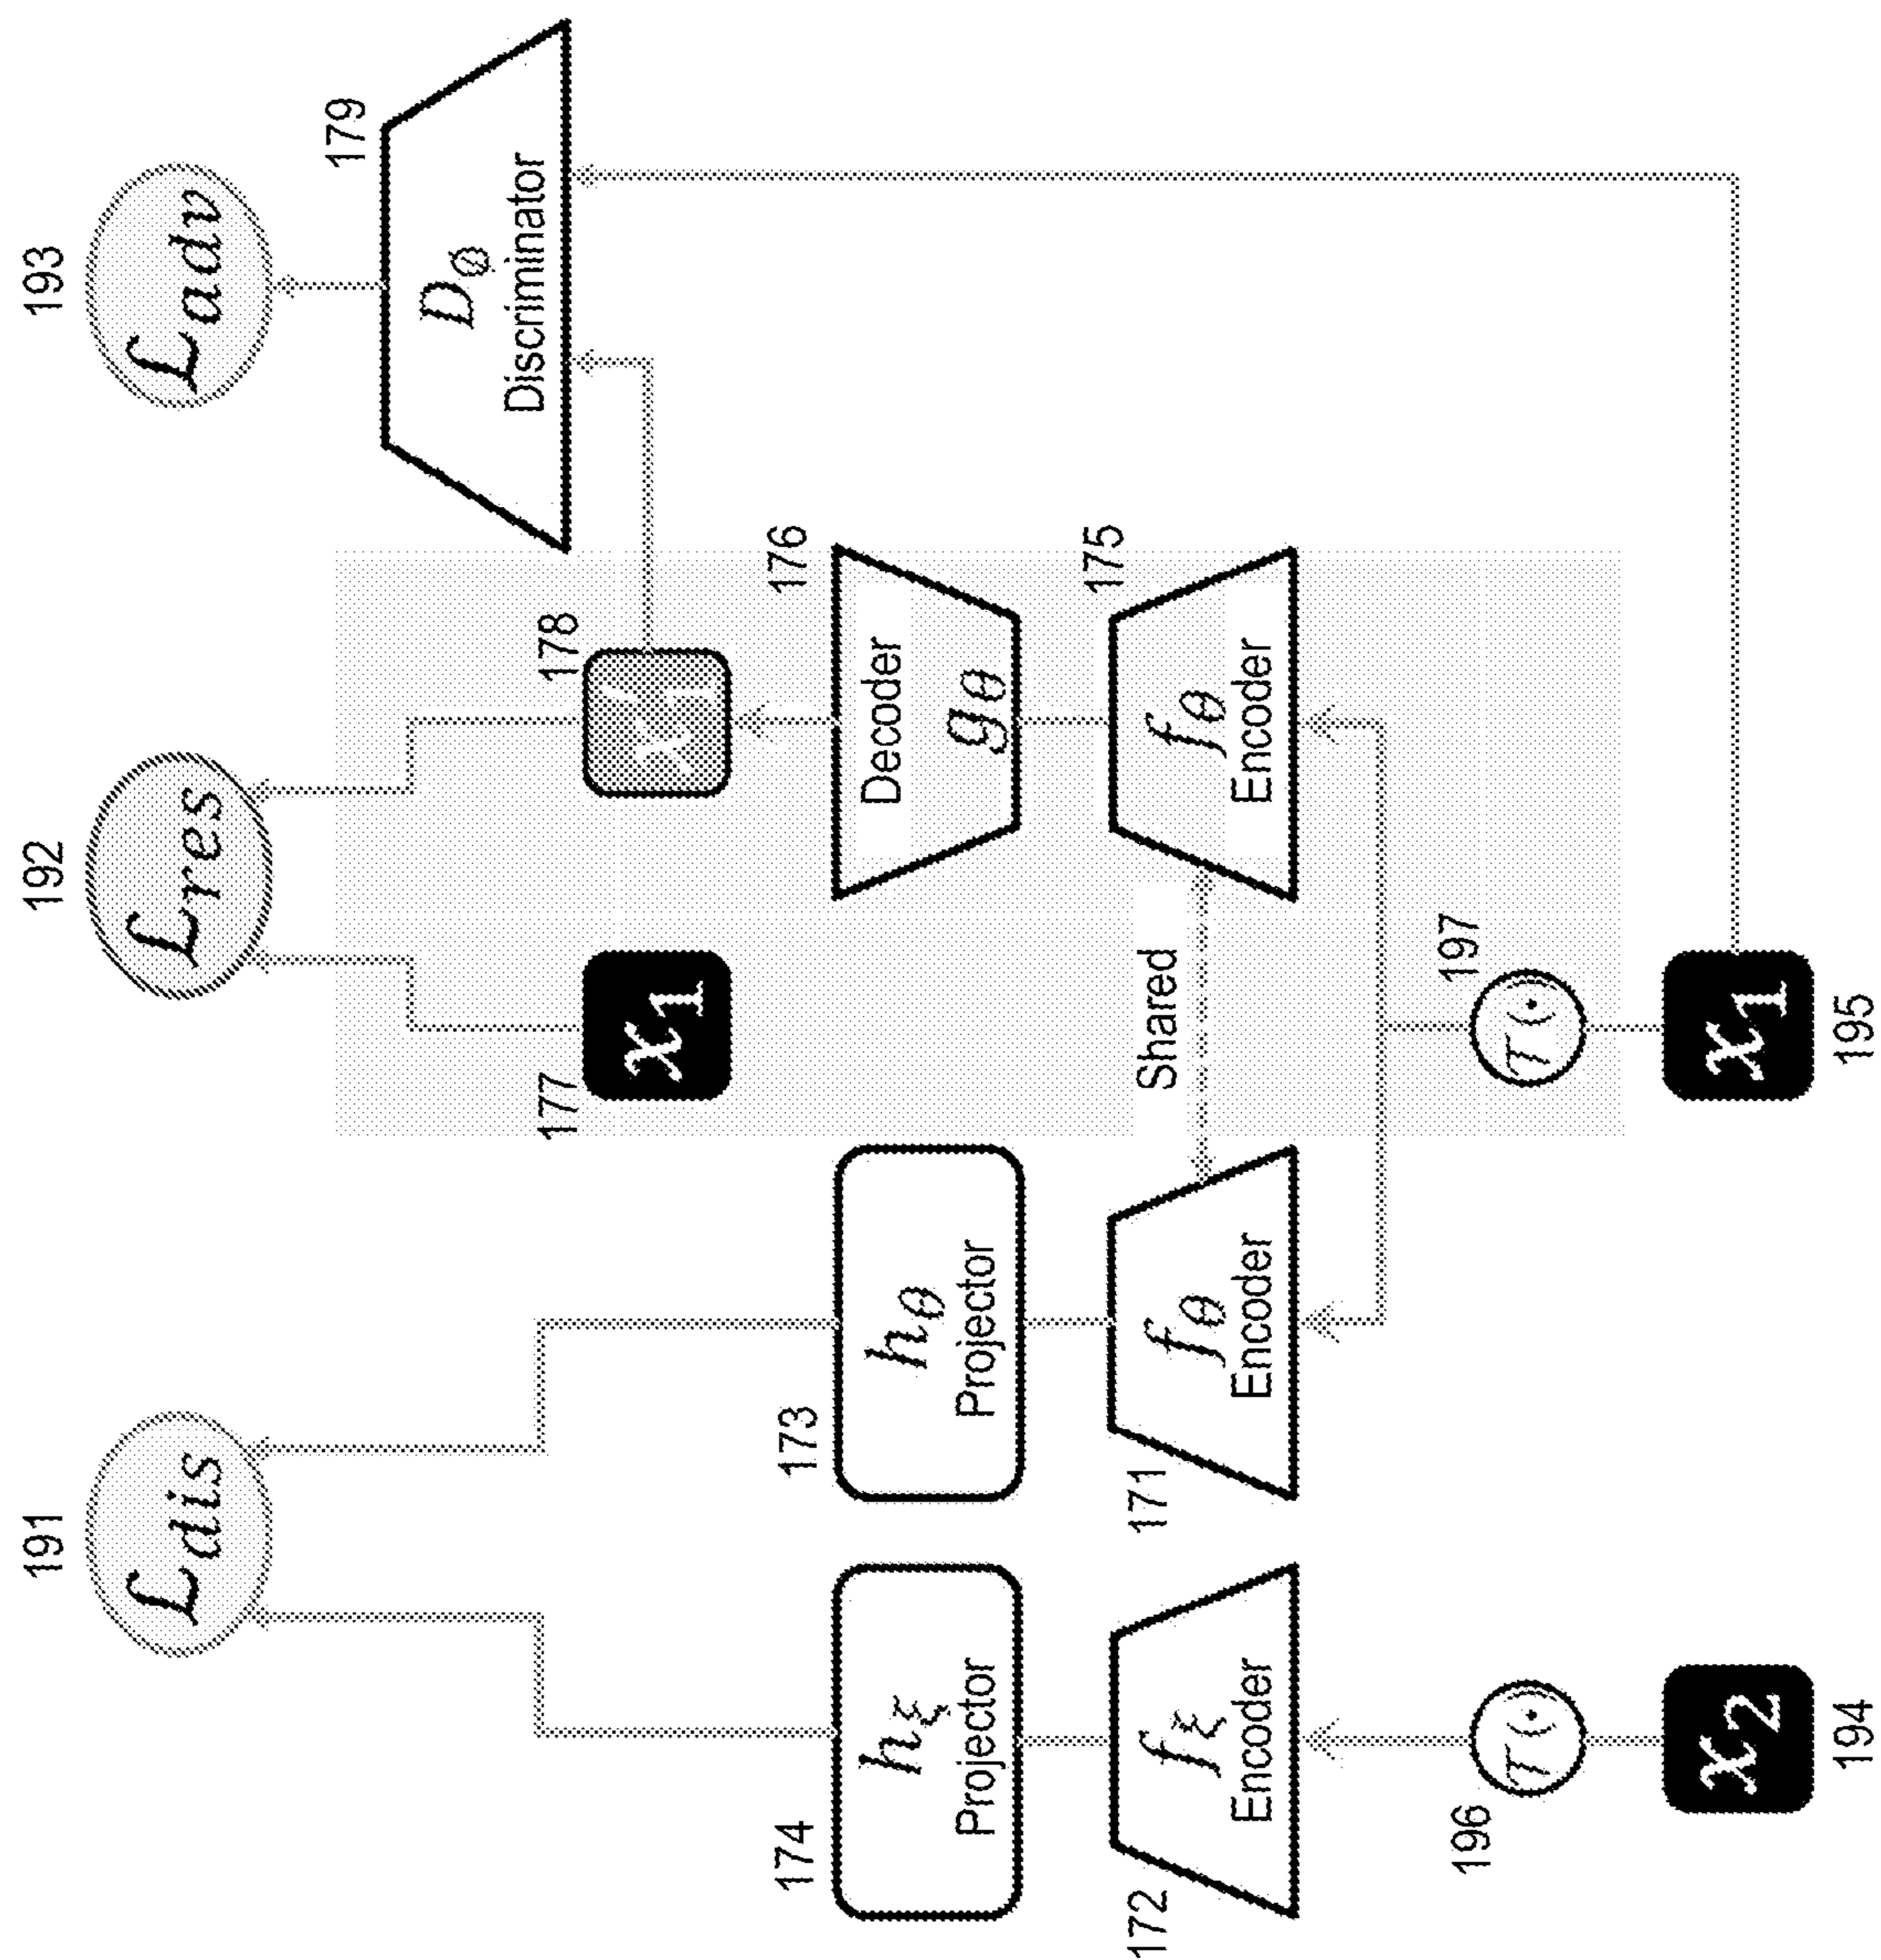 191
192
193
ℒdis
ℒres
ℒadv
179
D∅
Discriminator
177
x1
178
x1′
174
hξ
Projector
173
hθ
Projector
176
Decoder
gθ
172
fξ
Encoder
171
fθ
Encoder
Shared
175
fθ
Encoder
196
T(·)
197
T(·)
x2
194
x1
195